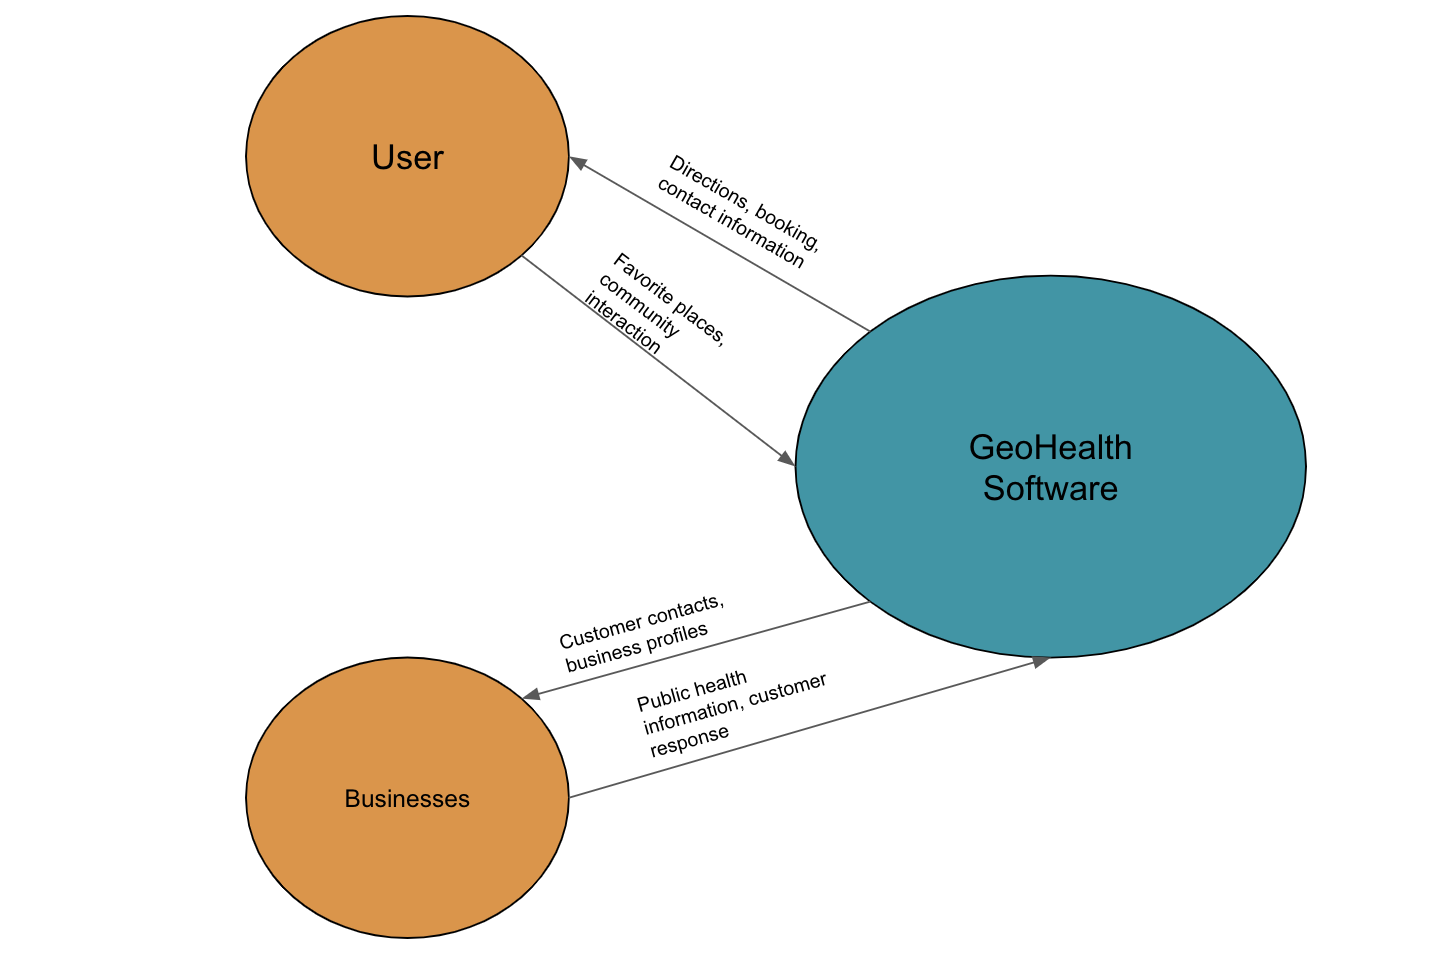 User
Directions, booking,
contact information
Favorite places,
community
interaction
GeoHealth
Software
Customer contacts,
business profiles
Public health
information, customer
response
Businesses